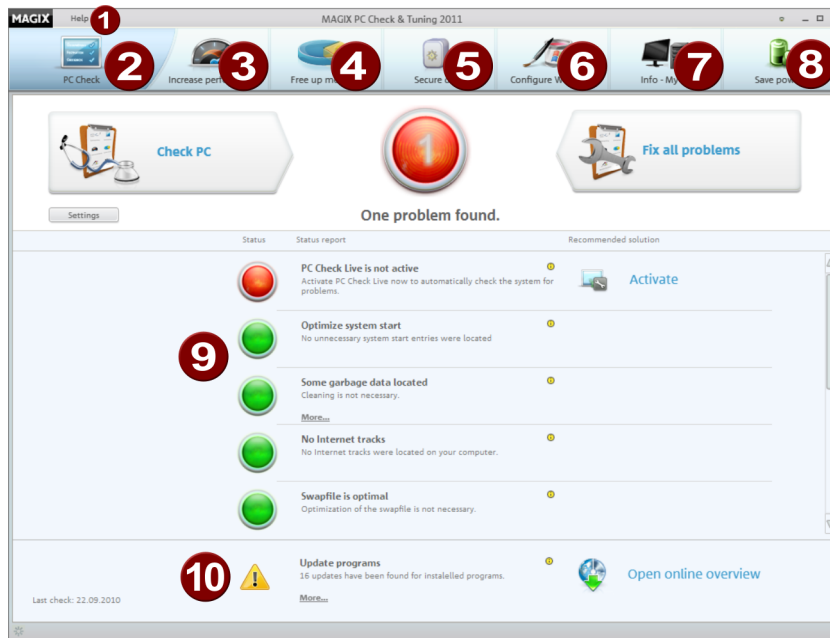 MAGIX Help 1 MAGIX PC Check & Tuning 2011
2 3 4 5 6 7 8
PC Check Increase Free up Secure Configure Info - My Save
Check PC
1
Fix all problems
Settings
One problem found.
Status Status report Recommended solution
PC Check Live is not active
Activate PC Check Live now to automatically check the system for
problems.
Activate
Optimize system start
No unnecessary system start entries were located
9
Some garbage data located
Cleaning is not necessary.
More...
No Internet tracks
No Internet tracks were located on your computer.
Swapfile is optimal
Optimization of the swapfile is not necessary.
10
Update programs
16 updates have been found for instalelled programs.
More...
Open online overview
Last check: 22.09.2010